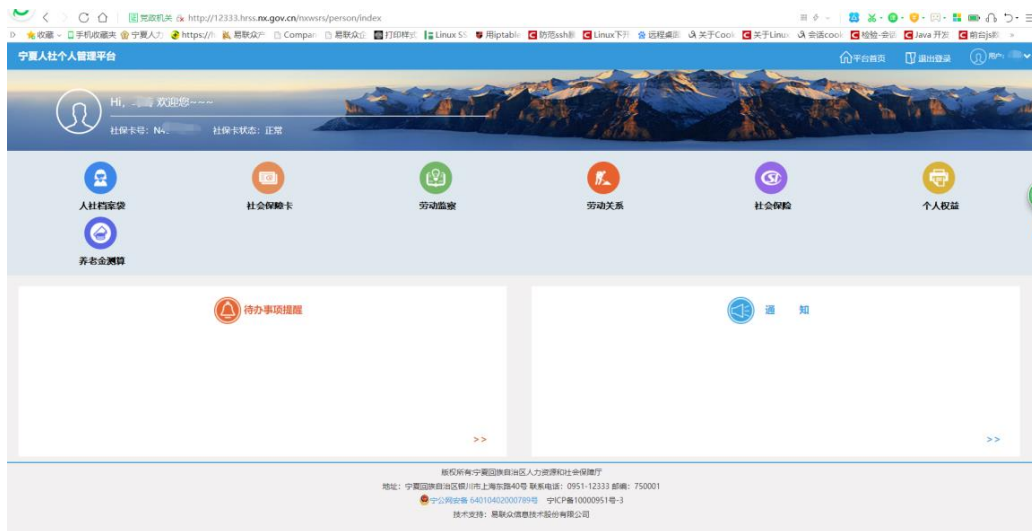 党政机关 http://12333.hrss.nx.gov.cn/nxwsrs/person/index
收藏 手机收藏夹 宁夏人力 https:// 易联众产 Compan 易联众企 打印样式 Linux SS 用iptable 防范ssh暴 Linux下开 远程桌面 关于Cook 关于Linux 会话cook 检验-会话 Java 开发 前台js刷
宁夏人社个人管理平台 平台首页 退出登录 用户:
Hi, 欢迎您~~~
社保卡号: N4. 社保卡状态: 正常
人社档案袋 社会保障卡 劳动监察 劳动关系 社会保险 个人权益
养老金测算
待办事项提醒 通 知
>> >>
版权所有:宁夏回族自治区人力资源和社会保障厅
地址: 宁夏回族自治区银川市上海东路40号 联系电话: 0951-12333 邮编: 750001
宁公网安备 64010402000789号 宁ICP备10000951号-3
技术支持: 易联众信息技术股份有限公司